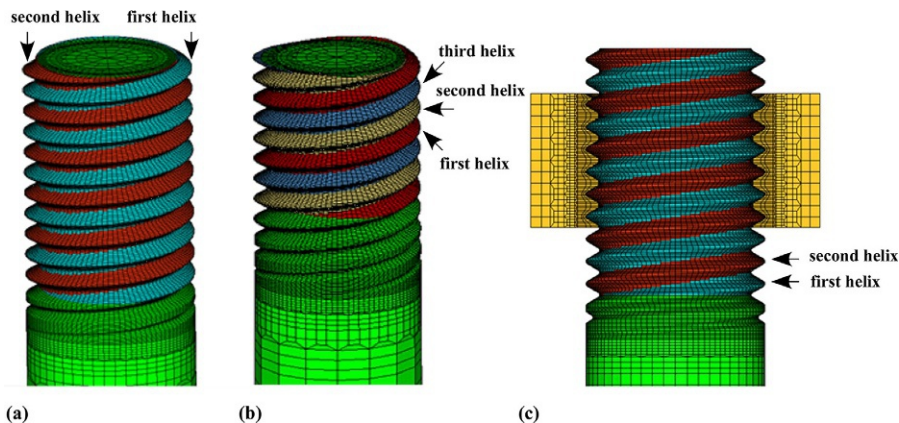 second helix
first helix
third helix
second helix
first helix
second helix
first helix
(a)
(b)
(c)